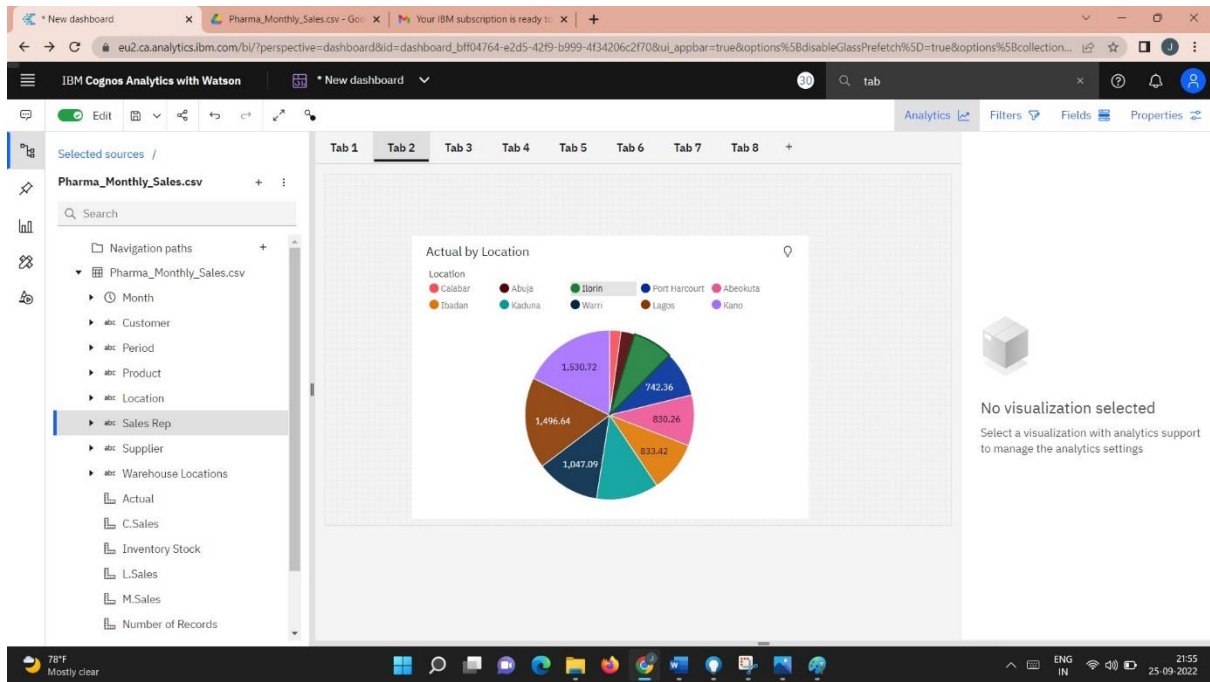 * New dashboard
Pharma_Monthly_Sales.csv - Goo
Your IBM subscription is ready to
eu2.ca.analytics.ibm.com/bi/?perspective=dashboard&id=dashboard_bff04764-e2d5-42f9-b999-4f34206c2f70&ui_appbar=true&options%5BdisableGlassPrefetch%5D=true&options%5Bcollection...
J
IBM Cognos Analytics with Watson
* New dashboard
30
tab
Edit
Analytics
Filters
Fields
Properties
Selected sources /
Tab 1 Tab 2 Tab 3 Tab 4 Tab 5 Tab 6 Tab 7 Tab 8 +
Pharma_Monthly_Sales.csv
Search
Navigation paths
Pharma_Monthly_Sales.csv
Month
abc Customer
abc Period
abc Product
abc Location
abc Sales Rep
abc Supplier
abc Warehouse Locations
Actual
C.Sales
Inventory Stock
L.Sales
M.Sales
Number of Records
Actual by Location
Location
Calabar Abuja Ilorin Port Harcourt Abeokuta
Ibadan Kaduna Warri Lagos Kano
1,530.72
742.36
1,496.64
830.26
833.42
1,047.09
No visualization selected
Select a visualization with analytics support
to manage the analytics settings
78°F
Mostly clear
ENG
IN
21:55
25-09-2022